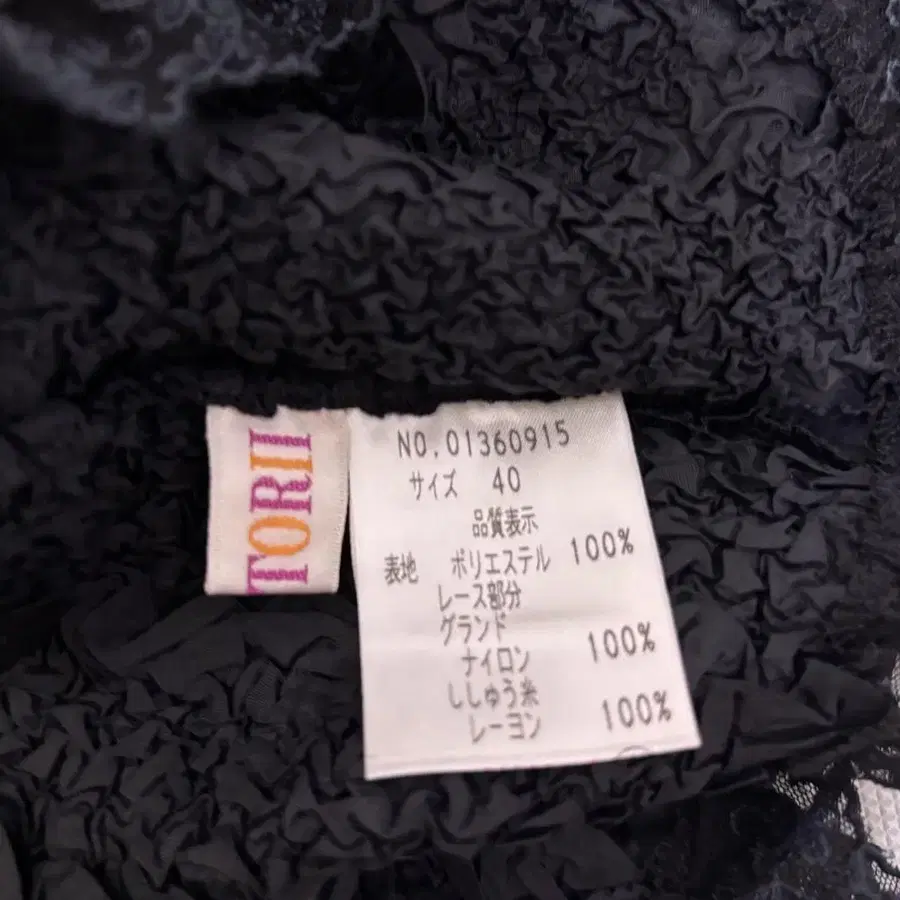 TORII
NO.01360915
サイズ 40
品質表示
表地 ポリエステル 100%
レース部分
グランド
ナイロン 100%
ししゅう糸
レーヨン 100%